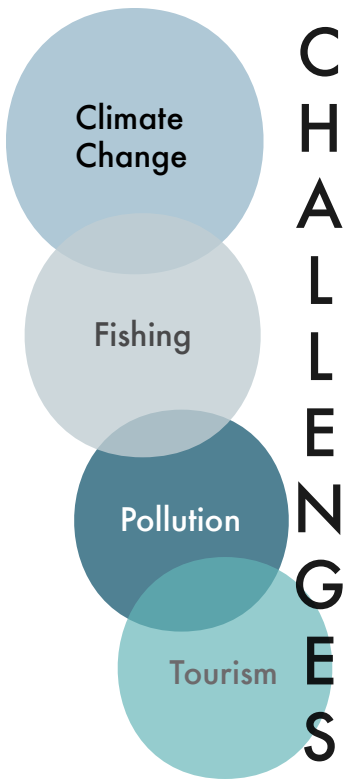 Climate
Change
Fishing
Pollution
Tourism
CHALLENGES